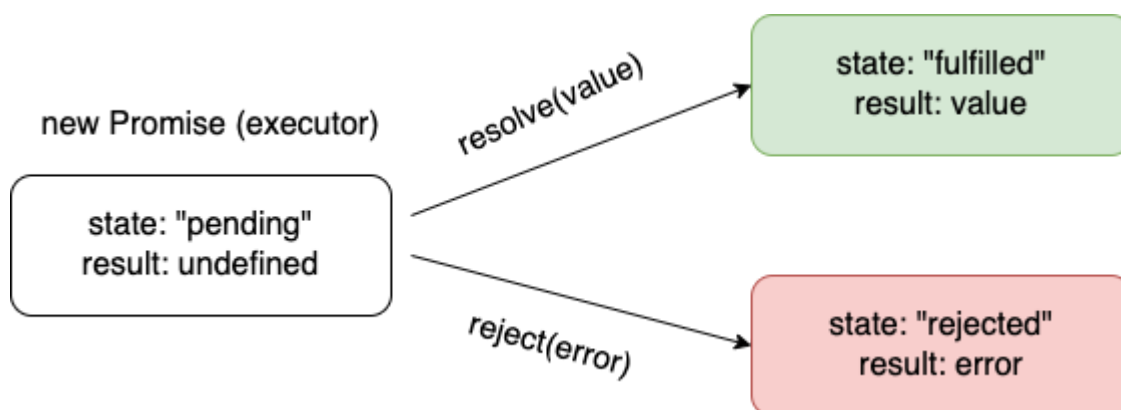 new Promise (executor)
state: "pending"
result: undefined
resolve(value)
state: "fulfilled"
result: value
reject(error)
state: "rejected"
result: error